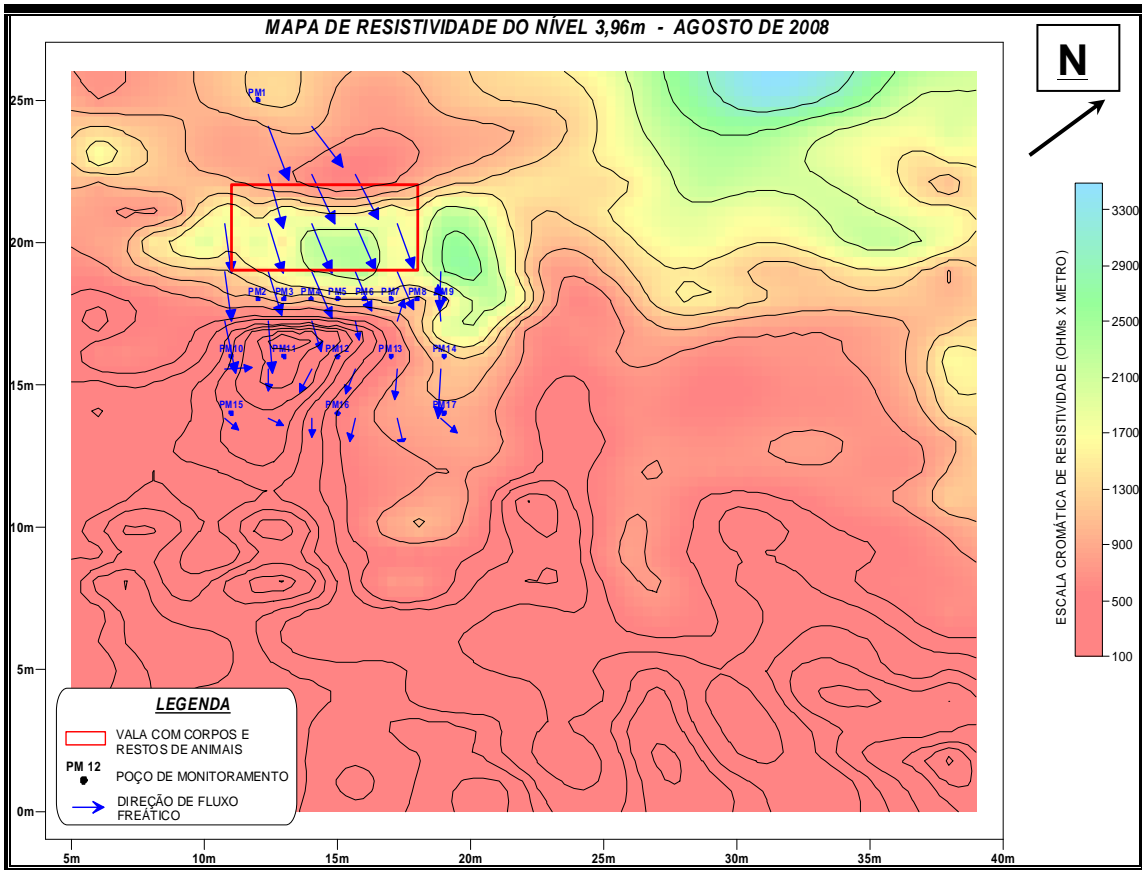 MAPA DE RESISTIVIDADE DO NÍVEL 3,96m - AGOSTO DE 2008
N
25m
20m
15m
10m
5m
0m
PM1
PM2 PM3 PM4 PM5 PM6 PM7 PM8 PM9
PM10 PM11 PM12 PM13 PM14
PM15 PM16 PM17
ESCALA CROMÁTICA DE RESISTIVIDADE (OHMs X METRO)
3300
2900
2500
2100
1700
1300
900
500
100
LEGENDA
VALA COM CORPOS E
RESTOS DE ANIMAIS
PM 12
POÇO DE MONITORAMENTO
DIREÇÃO DE FLUXO
FREÁTICO
5m 10m 15m 20m 25m 30m 35m 40m